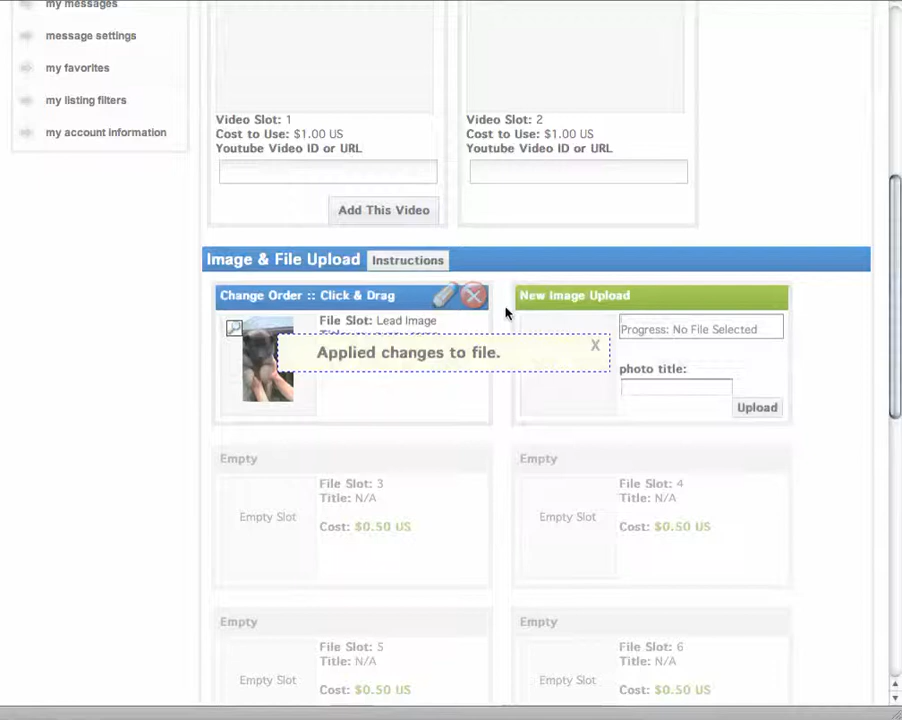 my messages
message settings
my favorites
my listing filters
my account information
Video Slot: 1
Cost to Use: $1.00 US
Youtube Video ID or URL
Add This Video
Video Slot: 2
Cost to Use: $1.00 US
Youtube Video ID or URL
Image & File Upload Instructions
Change Order :: Click & Drag
File Slot: Lead Image
Applied changes to file. X
New Image Upload
Progress: No File Selected
photo title:
Upload
Empty
File Slot: 3
Title: N/A
Empty Slot
Cost: $0.50 US
Empty
File Slot: 4
Title: N/A
Empty Slot
Cost: $0.50 US
Empty
File Slot: 5
Title: N/A
Empty Slot
Cost: $0.50 US
Empty
File Slot: 6
Title: N/A
Empty Slot
Cost: $0.50 US